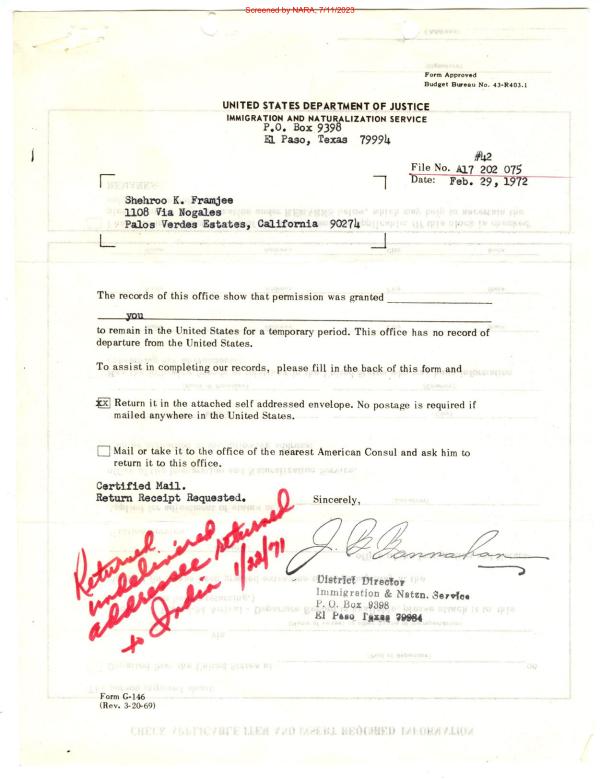 Screened by NARA, 7/11/2023
Form Approved
Budget Bureau No. 43-R403.1
UNITED STATES DEPARTMENT OF JUSTICE
IMMIGRATION AND NATURALIZATION SERVICE
P.O. Box 9398
El Paso, Texas 79994
#42
File No. A17 202 075
Date: Feb. 29, 1972
Shehroo K. Framjee
1108 Via Nogales
Palos Verdes Estates, California 90274
The records of this office show that permission was granted
you
to remain in the United States for a temporary period. This office has no record of
departure from the United States.
To assist in completing our records, please fill in the back of this form and
XX Return it in the attached self addressed envelope. No postage is required if
mailed anywhere in the United States.
Mail or take it to the office of the nearest American Consul and ask him to
return it to this office.
Certified Mail.
Return Receipt Requested.
Sincerely,
Returned
undelivered
addressee returned
to India 1/22/71
District Director
Immigration & Natzn. Service
P. O. Box 9398
El Paso Texas 79984
Form G-146
(Rev. 3-20-69)